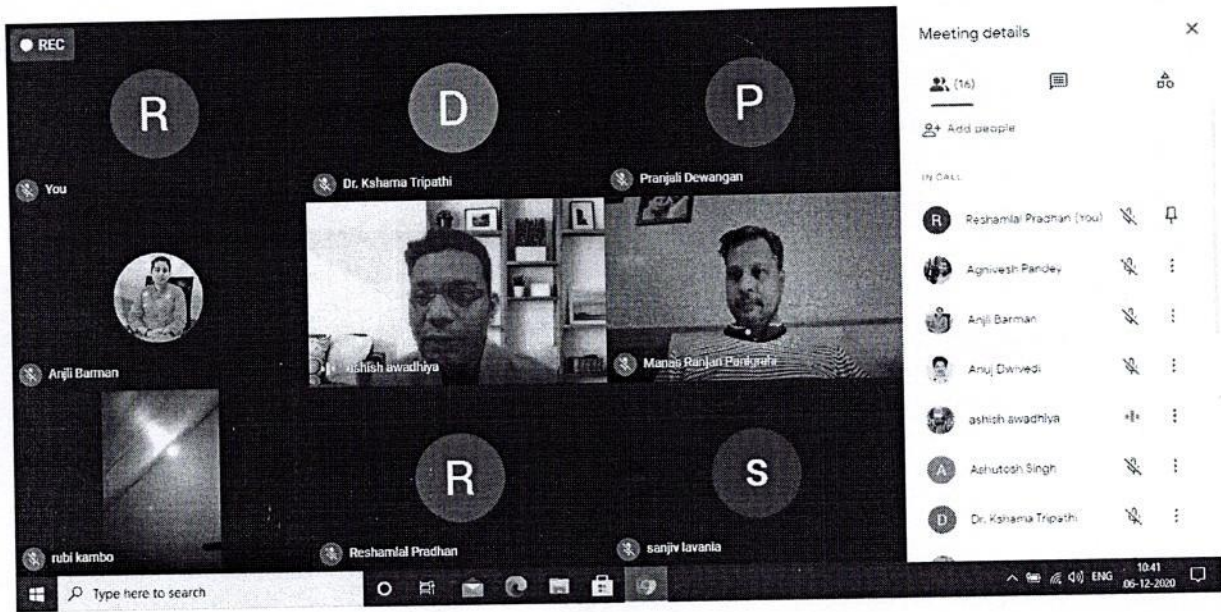 REC
R
You
D
Dr. Kshama Tripathi
P
Pranjali Dewangan
Anjli Barman
ashish awadhiya
Manas Ranjan Panigrahi
rubi kambo
R
Reshamlal Pradhan
S
sanjiv lavania
Meeting details
(16)
Add people
IN CALL
R Reshamlal Pradhan (You)
Agnivesh Pandey
Anjli Barman
Anuj Dwivedi
ashish awadhiya
A Ashutosh Singh
D Dr. Kshama Tripathi
Type here to search
ENG
10:41
06-12-2020